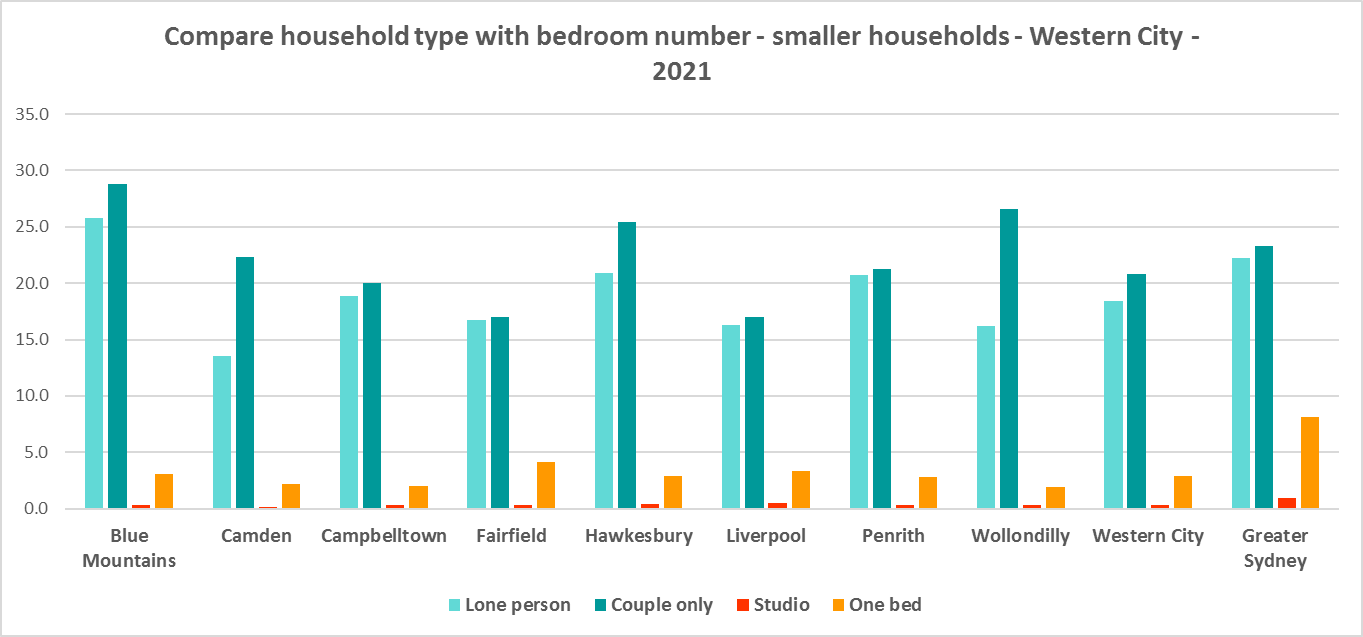 Compare household type with bedroom number - smaller households - Western City -
2021
35.0
30.0
25.0
20.0
15.0
10.0
5.0
0.0
Blue
Mountains
Camden
Campbelltown
Fairfield
Hawkesbury
Liverpool
Penrith
Wollondilly
Western City
Greater
Sydney
Lone person
Couple only
Studio
One bed